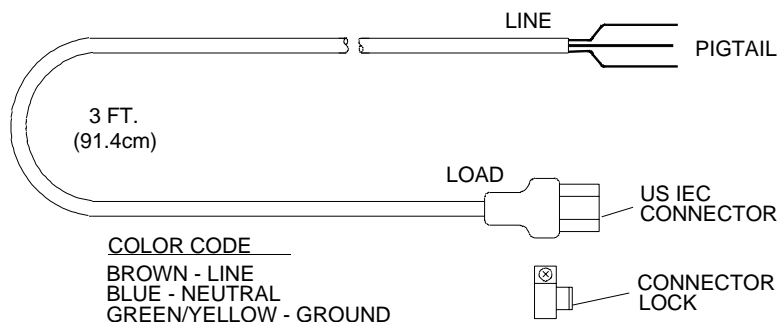 LINE
PIGTAIL
3 FT.
(91.4cm)
LOAD
US IEC
CONNECTOR
COLOR CODE
BROWN - LINE
BLUE - NEUTRAL
GREEN/YELLOW - GROUND
CONNECTOR
LOCK